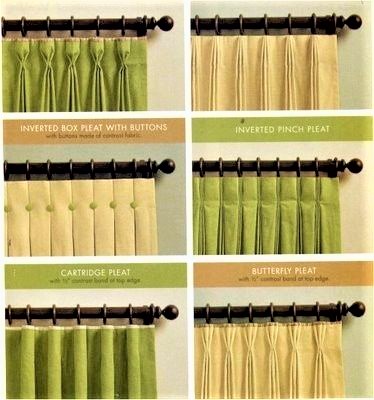 INVERTED BOX PLEAT WITH BUTTONS
with buttons made of contrast fabric.
INVERTED PINCH PLEAT
CARTRIDGE PLEAT
with ½" contrast band at top edge.
BUTTERFLY PLEAT
with ½" contrast band at top edge.